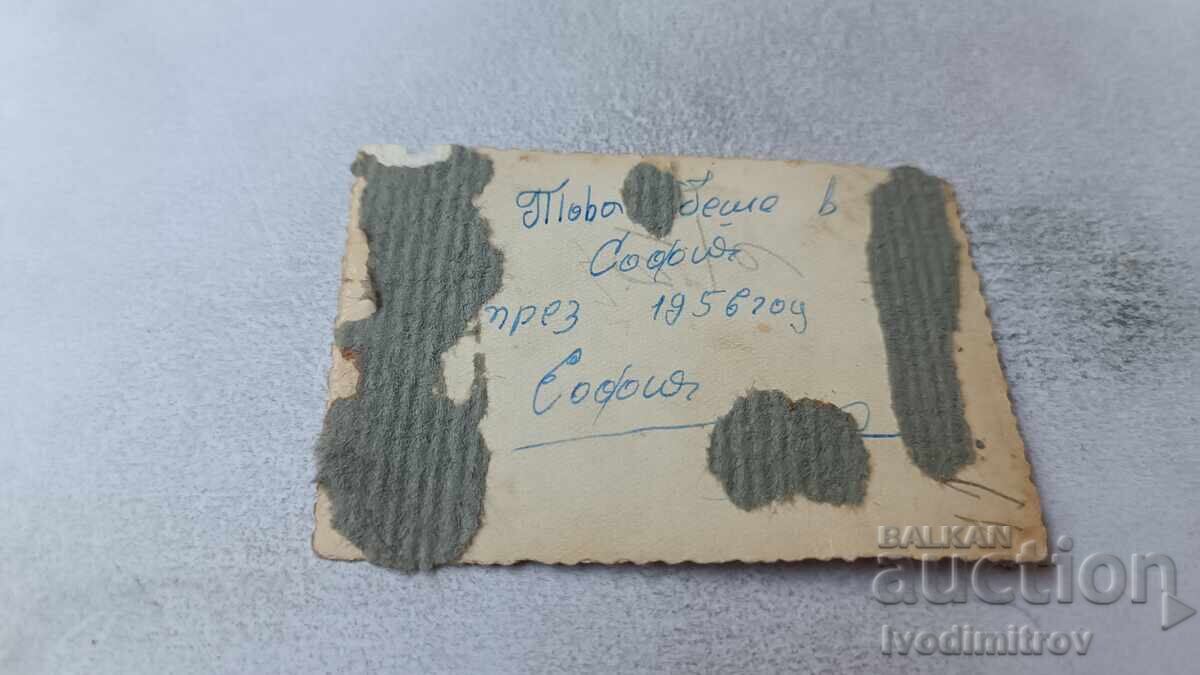 Това беше в
София
през 1956 год
София
BALKAN
auction
Ivodimitrov